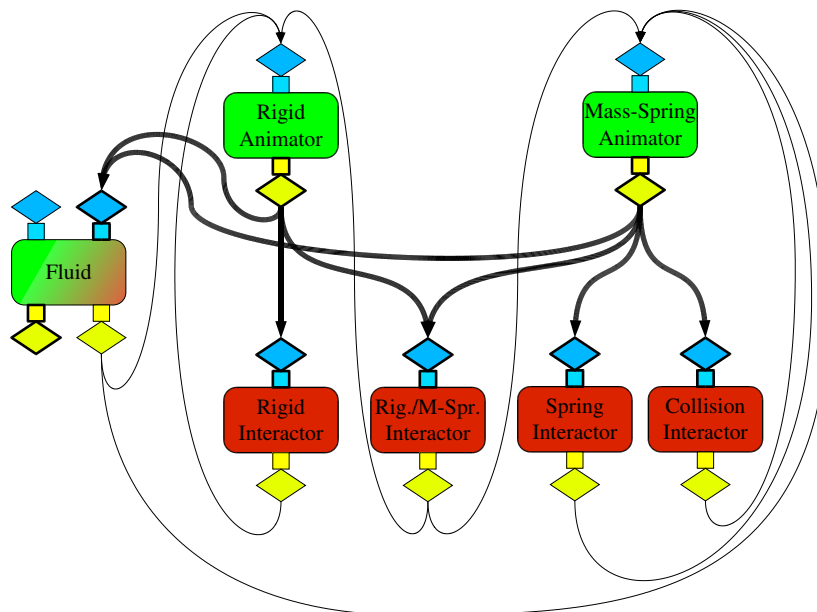 Rigid
Animator
Mass-Spring
Animator
Fluid
Rigid
Interactor
Rig./M-Spr.
Interactor
Spring
Interactor
Collision
Interactor